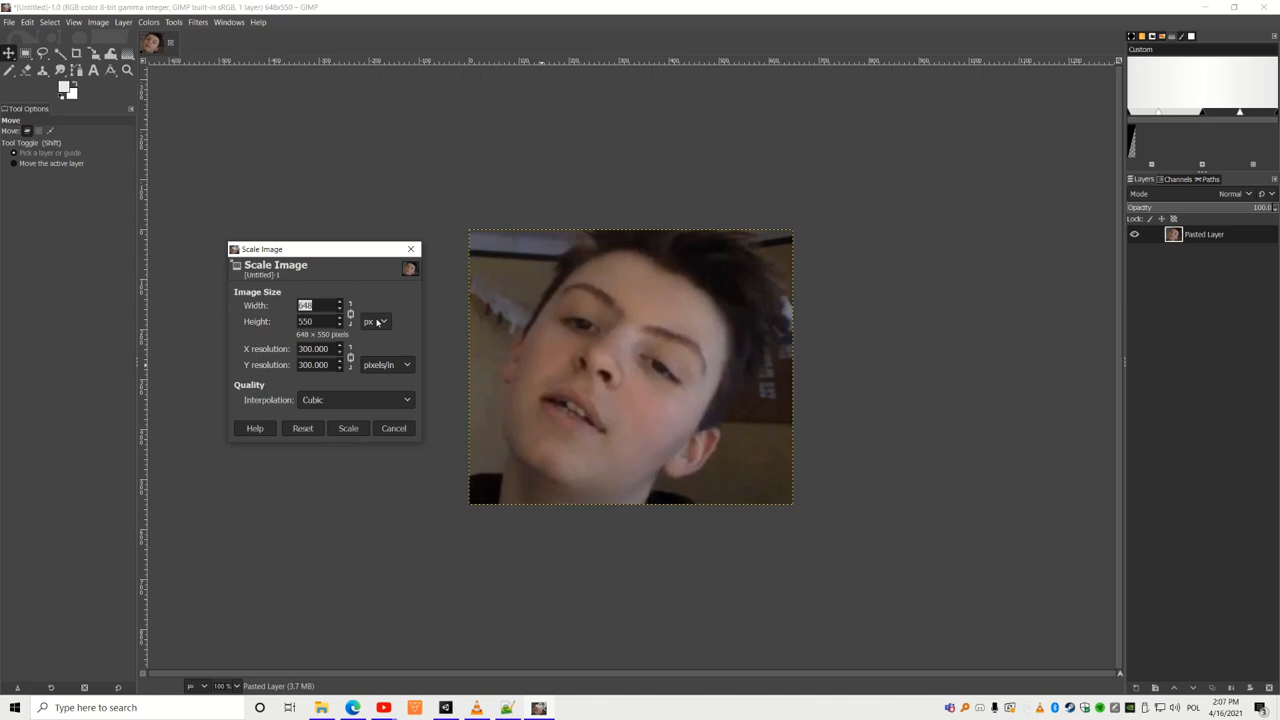 *[Untitled]-1.0 (RGB color 8-bit gamma integer, GIMP built-in sRGB, 1 layer) 648x550 – GIMP
File Edit Select View Image Layer Colors Tools Filters Windows Help
Custom
Tool Options
Move
Move:
Tool Toggle (Shift)
Pick a layer or guide
Move the active layer
Scale Image
Scale Image
[Untitled]-1
Image Size
Width: 648
Height: 550 px
648 × 550 pixels
X resolution: 300.000
Y resolution: 300.000 pixels/in
Quality
Interpolation: Cubic
Help Reset Scale Cancel
Layers Channels Paths
Mode Normal
Opacity 100.0
Lock:
Pasted Layer
px 100 % Pasted Layer (3.7 MB)
Type here to search
POL
2:07 PM
4/16/2021